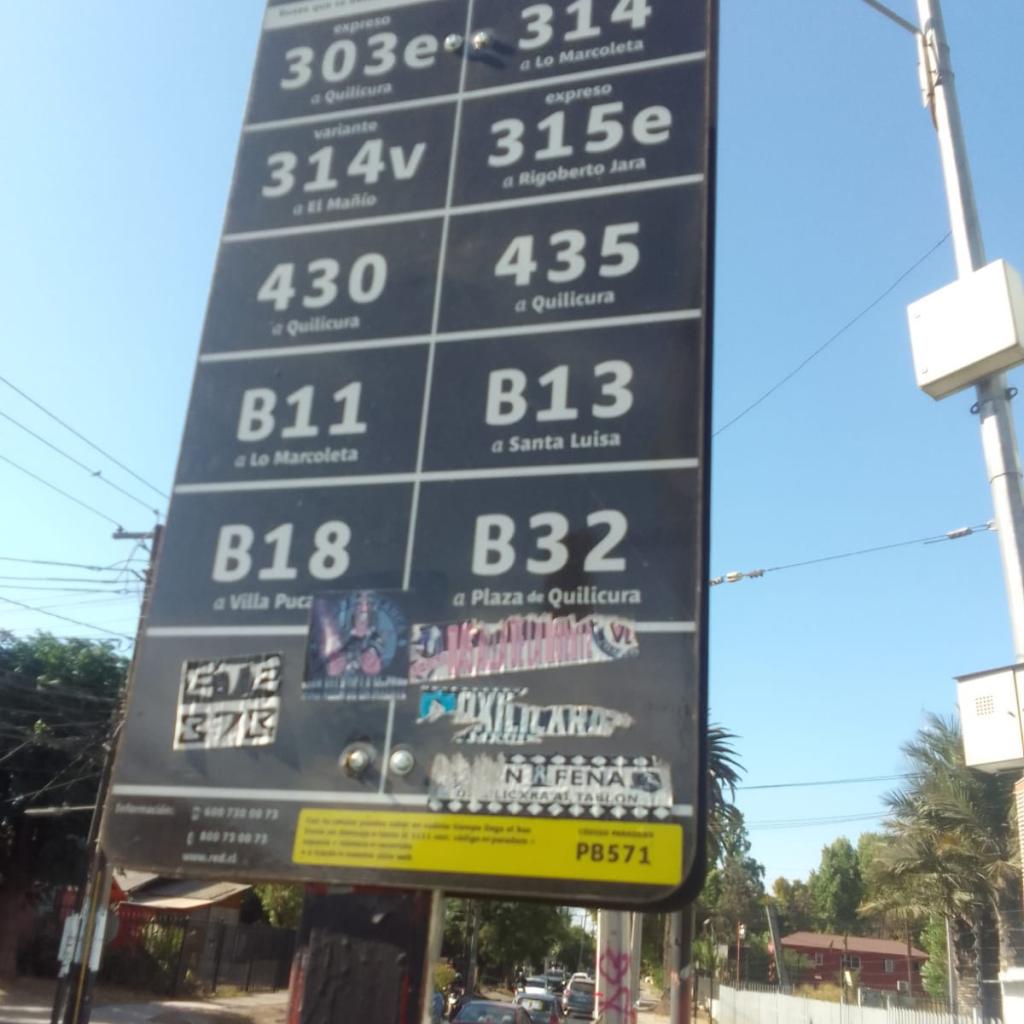 expreso
303e
a Quilicura
314
a Lo Marcoleta
variante
314v
a El Mañío
expreso
315e
a Rigoberto Jara
430
a Quilicura
435
a Quilicura
B11
a Lo Marcoleta
B13
a Santa Luisa
B18
a Villa Puca
B32
a Plaza de Quilicura
Información:
600 730 00 73
800 73 00 73
www.red.cl
CÓDIGO PARADERO
PB571